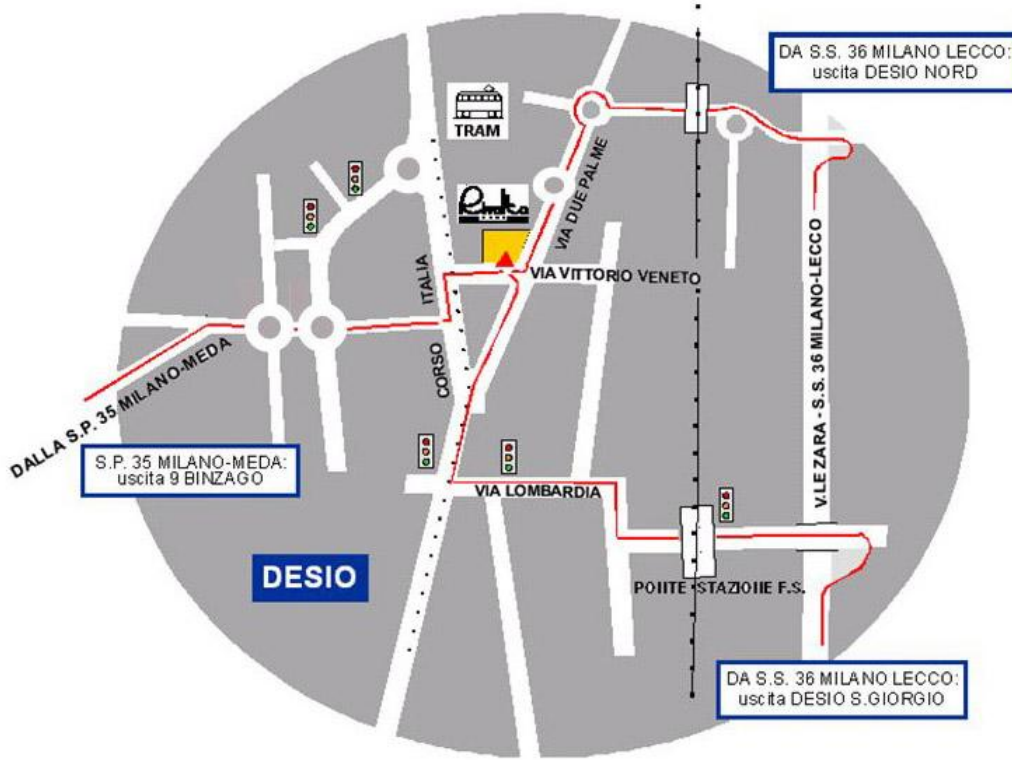 DA S.S. 36 MILANO LECCO:
uscita DESIO NORD
TRAM
VIA DUE PALME
ITALIA
VIA VITTORIO VENETO
CORSO
V.LE ZARA - S.S. 36 MILANO-LECCO
DALLA S.P. 35 MILANO-MEDA
S.P. 35 MILANO-MEDA:
uscita 9 BINZAGO
VIA LOMBARDIA
DESIO
PONTE STAZIONE F.S.
DA S.S. 36 MILANO LECCO:
uscita DESIO S.GIORGIO